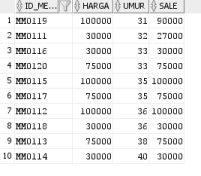 ID_ME... HARGA UMUR SALE
1 MM0119 100000 31 90000
2 MM0111 30000 32 27000
3 MM0116 30000 33 30000
4 MM0120 75000 33 75000
5 MM0115 100000 35 100000
6 MM0117 75000 35 75000
7 MM0112 100000 36 100000
8 MM0118 30000 36 30000
9 MM0113 75000 38 75000
10 MM0114 30000 40 30000